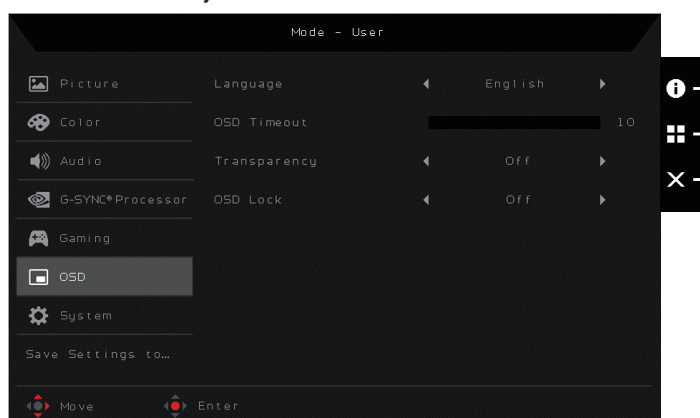 Mode - User
Picture
Language English
Color
OSD Timeout 10
Audio
Transparency Off
G-SYNC® Processor
OSD Lock Off
Gaming
OSD
System
Save Settings to...
Move Enter